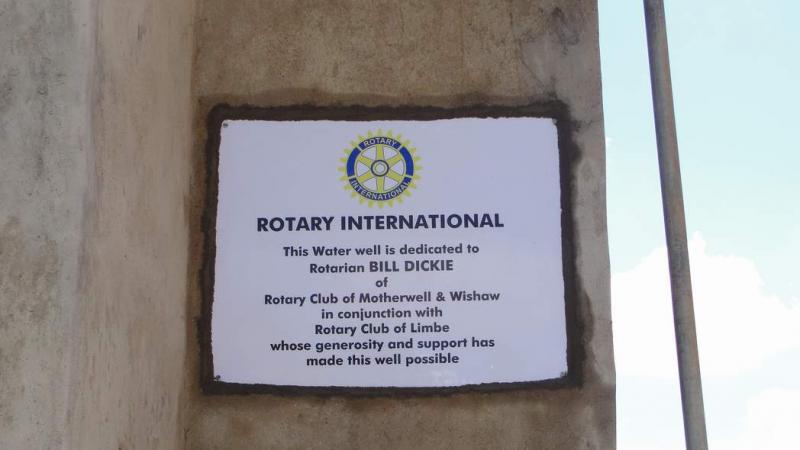 ROTARY
INTERNATIONAL
ROTARY INTERNATIONAL
This Water well is dedicated to
Rotarian BILL DICKIE
of
Rotary Club of Motherwell & Wishaw
in conjunction with
Rotary Club of Limbe
whose generosity and support has
made this well possible